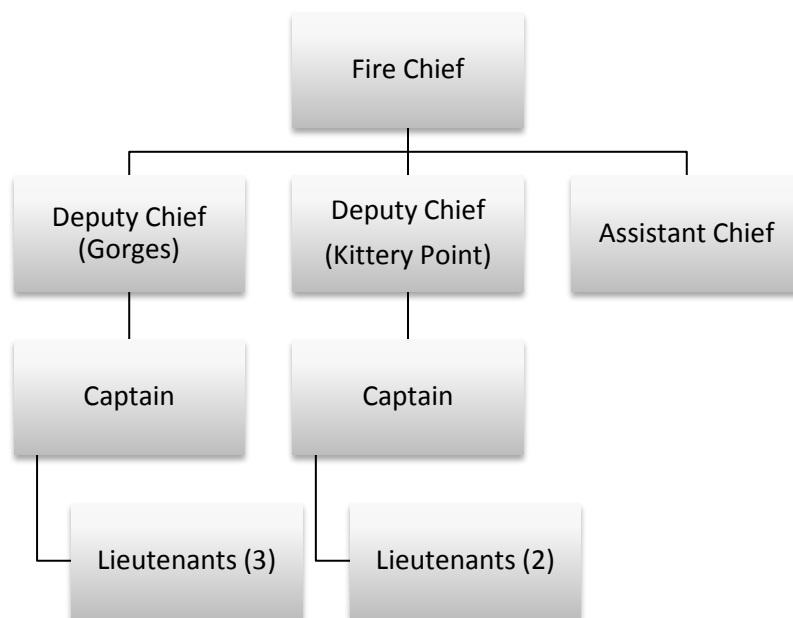 Fire Chief
Deputy Chief
(Gorges)
Deputy Chief
(Kittery Point)
Assistant Chief
Captain
Captain
Lieutenants (3)
Lieutenants (2)